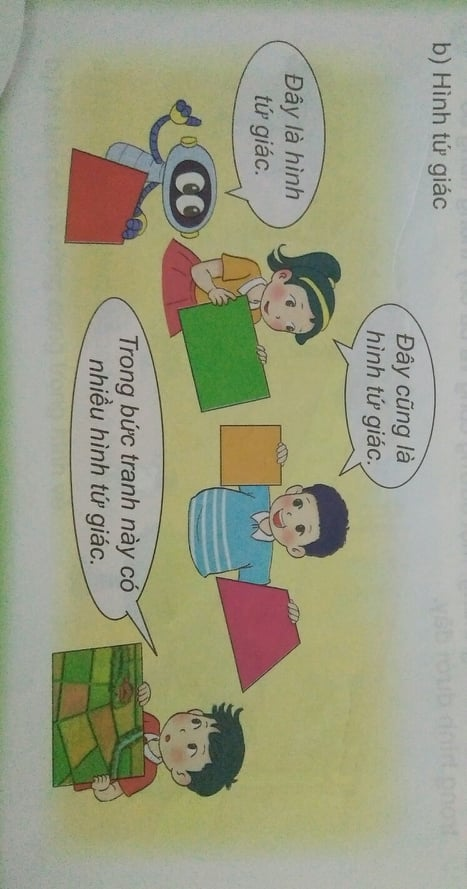 b) Hình tứ giác
Đây là hình
tứ giác.
Đây cũng là
hình tứ giác.
Trong bức tranh này có
nhiều hình tứ giác.